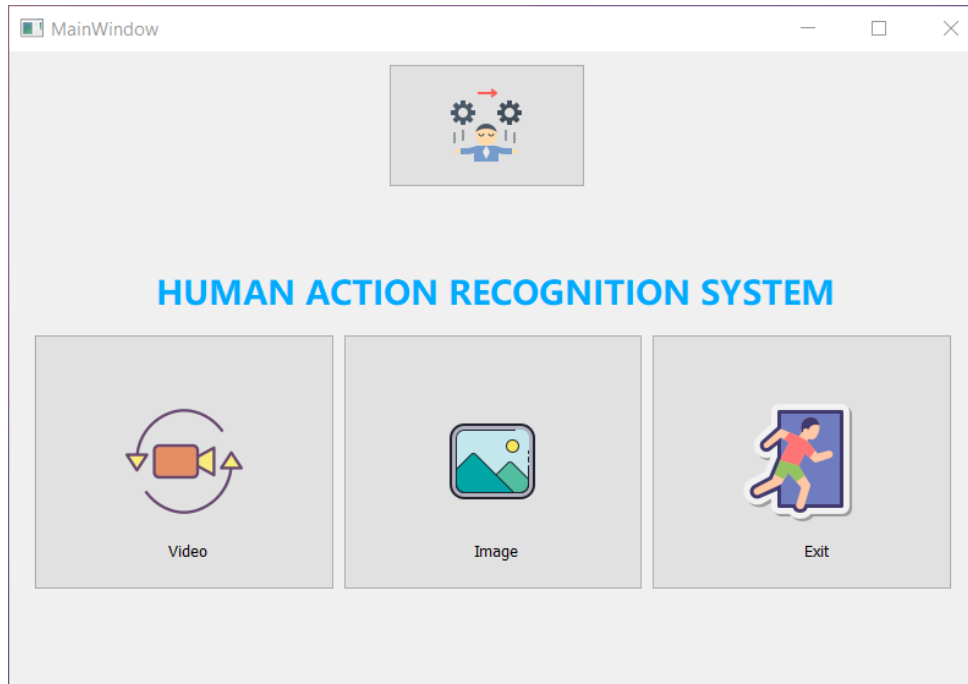 MainWindow
HUMAN ACTION RECOGNITION SYSTEM
Video
Image
Exit